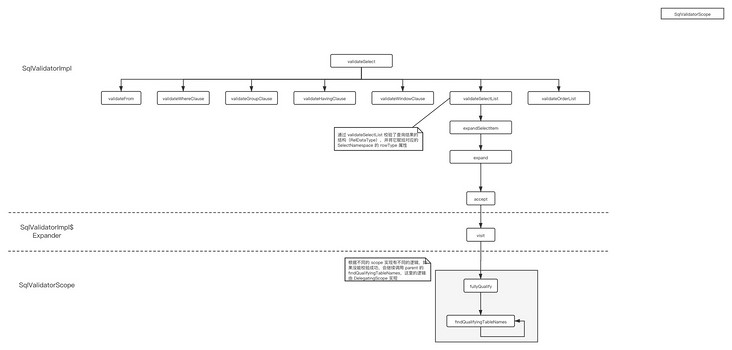 SqlValidatorScope
validateSelect
SqlValidatorImpl
validateFrom
validateWhereClause
validateGroupClause
validateHavingClause
validateWindowClause
validateSelectList
validateOrderList
expandSelectItem
通过 validateSelectList 校验了查询结果的
结构（RelDataType），并将它赋给对应的
SelectNamespace 的 rowType 属性
expand
accept
SqlValidatorImpl$
Expander
visit
根据不同的 scope 实现有不同的逻辑，如
果没能校验成功，会继续调用 parent 的
findQualifyingTableNames，这里的逻辑
由 DelegatingScope 实现
SqlValidatorScope
fullyQualify
findQualifyingTableNames